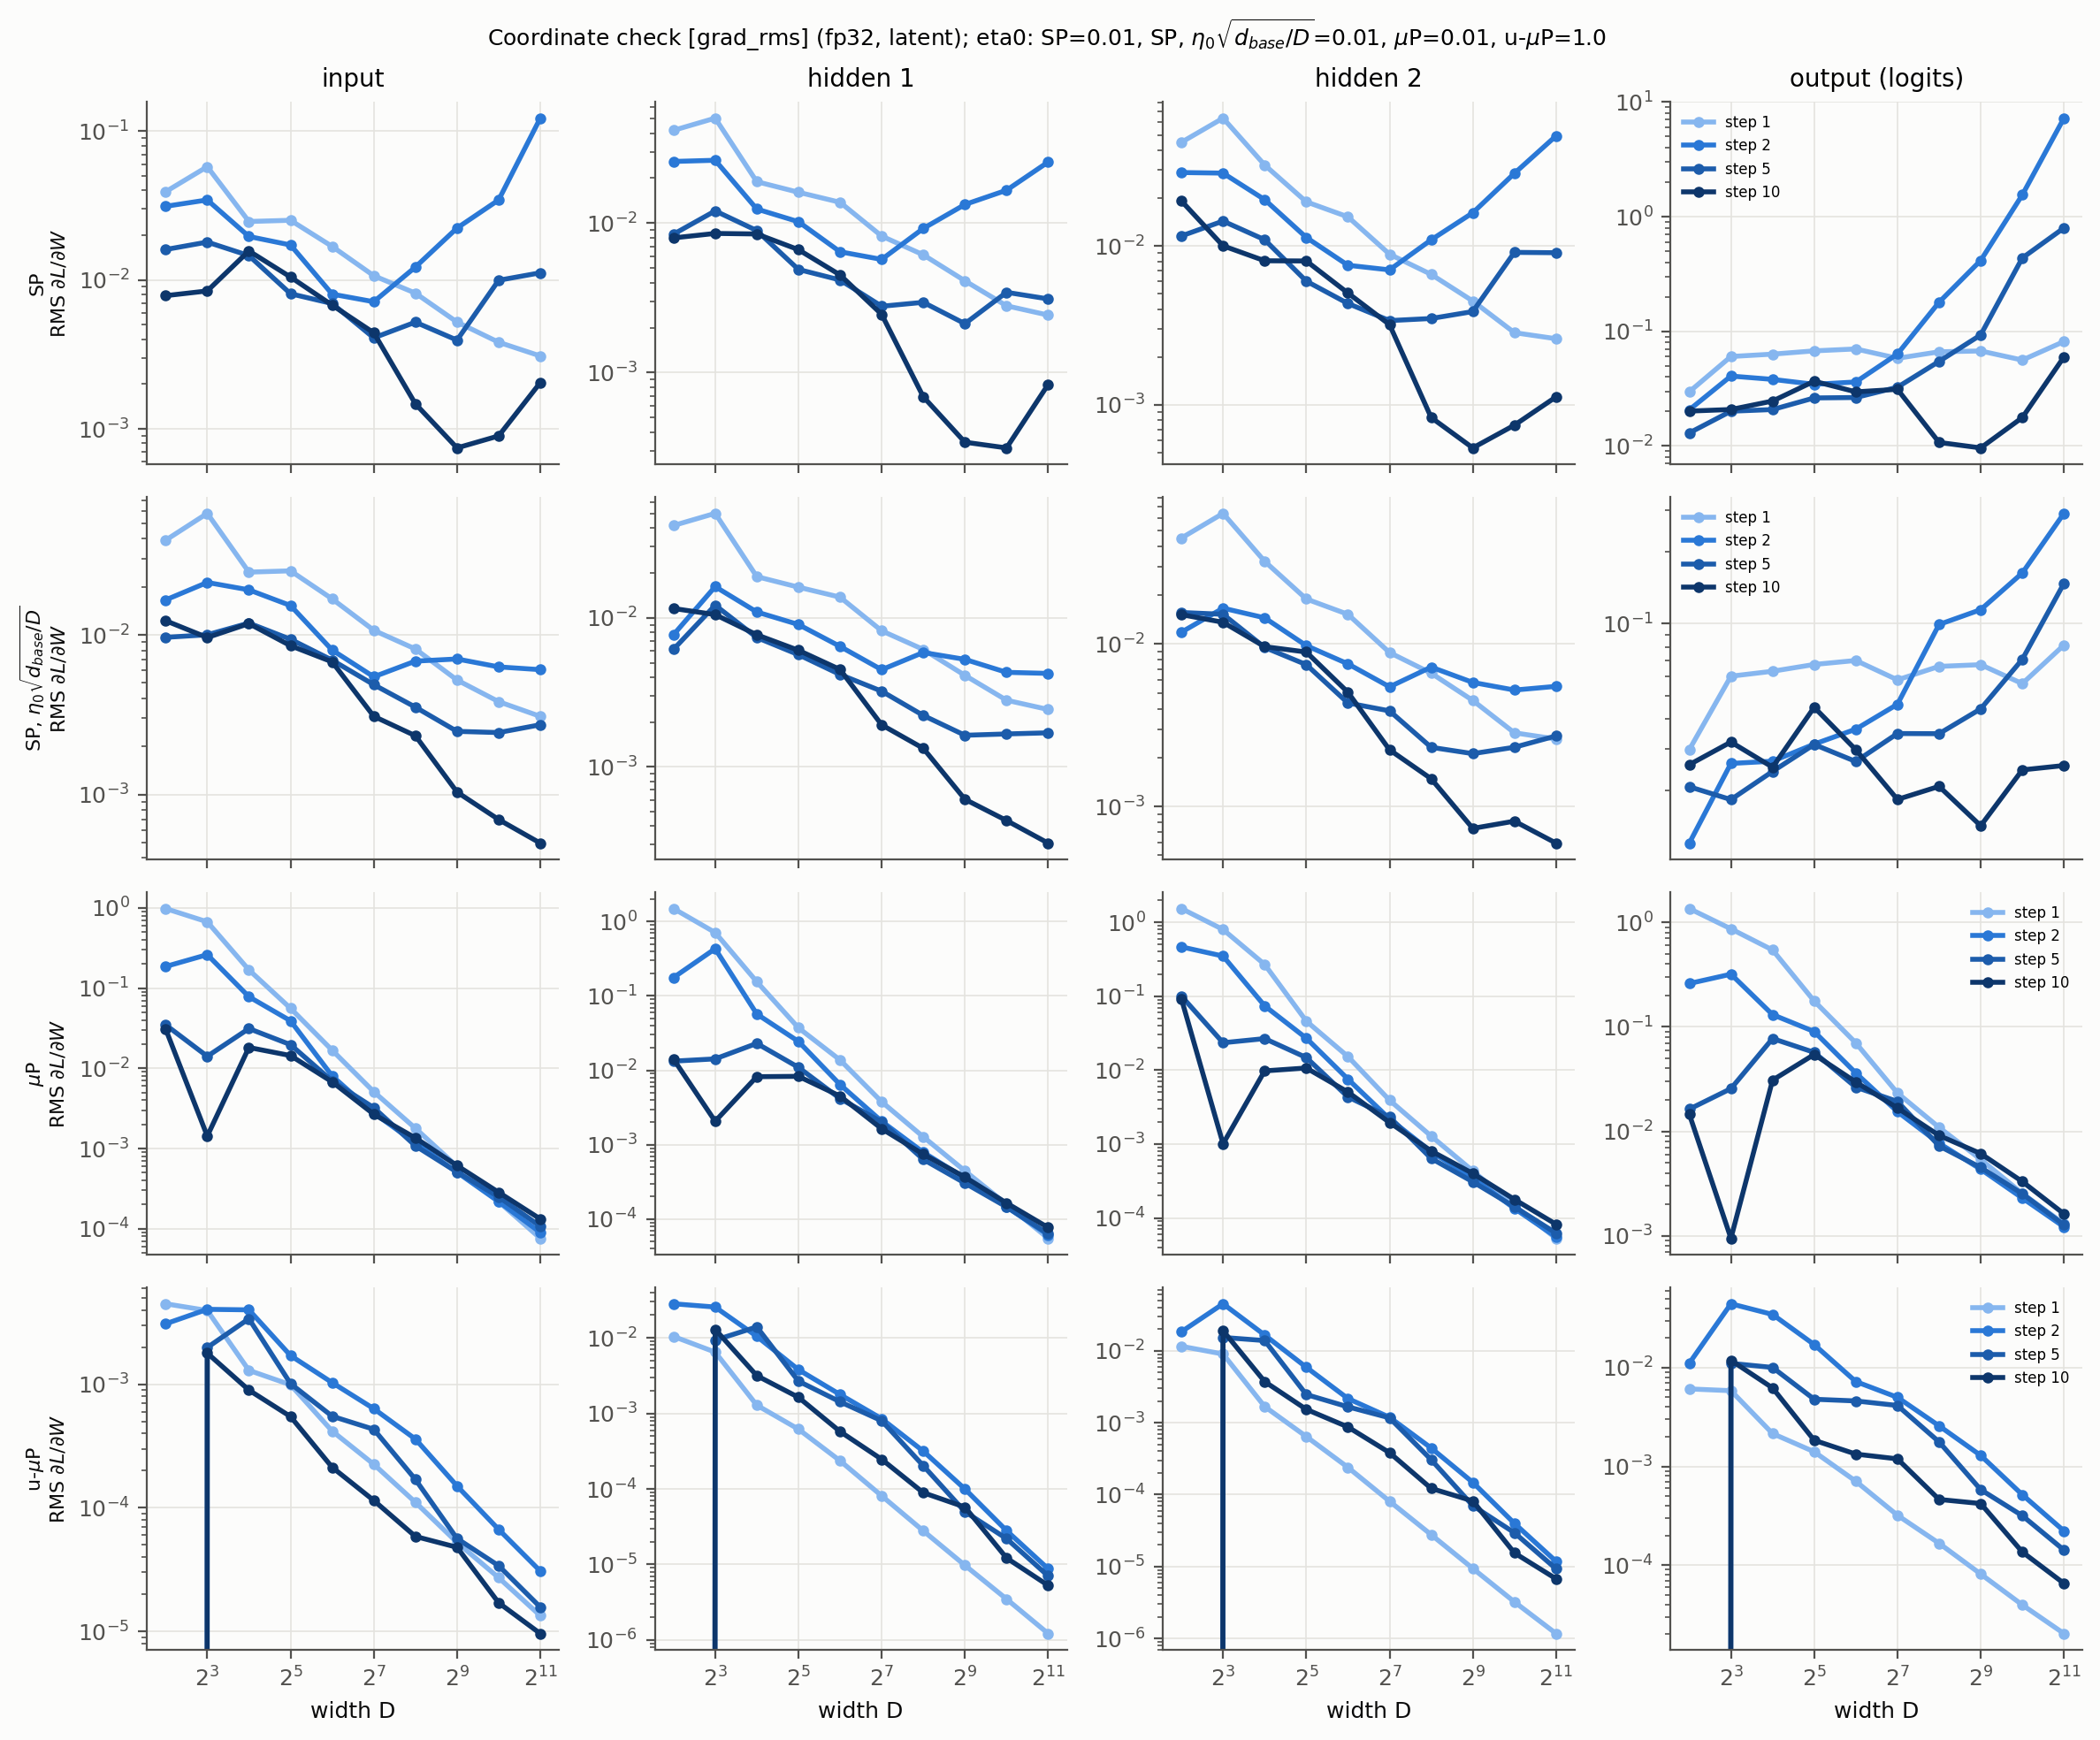 Coordinate check [grad_rms] (fp32, latent); eta0: SP=0.01, SP, $\eta_0\sqrt{d_{base}/D}$=0.01, μP=0.01, u-μP=1.0
input
hidden 1
hidden 2
output (logits)
SP
RMS ∂L/∂W
10⁻¹
10⁻²
10⁻³
10⁻²
10⁻³
10⁻²
10⁻³
10¹
10⁰
10⁻¹
10⁻²
step 1
step 2
step 5
step 10
SP, $\eta_0\sqrt{d_{base}/D}$
RMS ∂L/∂W
10⁻²
10⁻³
10⁻²
10⁻³
10⁻²
10⁻³
10⁻¹
step 1
step 2
step 5
step 10
μP
RMS ∂L/∂W
10⁰
10⁻¹
10⁻²
10⁻³
10⁻⁴
10⁰
10⁻¹
10⁻²
10⁻³
10⁻⁴
10⁰
10⁻¹
10⁻²
10⁻³
10⁻⁴
10⁰
10⁻¹
10⁻²
10⁻³
step 1
step 2
step 5
step 10
u-μP
RMS ∂L/∂W
10⁻³
10⁻⁴
10⁻⁵
10⁻²
10⁻³
10⁻⁴
10⁻⁵
10⁻⁶
10⁻²
10⁻³
10⁻⁴
10⁻⁵
10⁻⁶
10⁻²
10⁻³
10⁻⁴
step 1
step 2
step 5
step 10
2³ 2⁵ 2⁷ 2⁹ 2¹¹
2³ 2⁵ 2⁷ 2⁹ 2¹¹
2³ 2⁵ 2⁷ 2⁹ 2¹¹
2³ 2⁵ 2⁷ 2⁹ 2¹¹
width D
width D
width D
width D